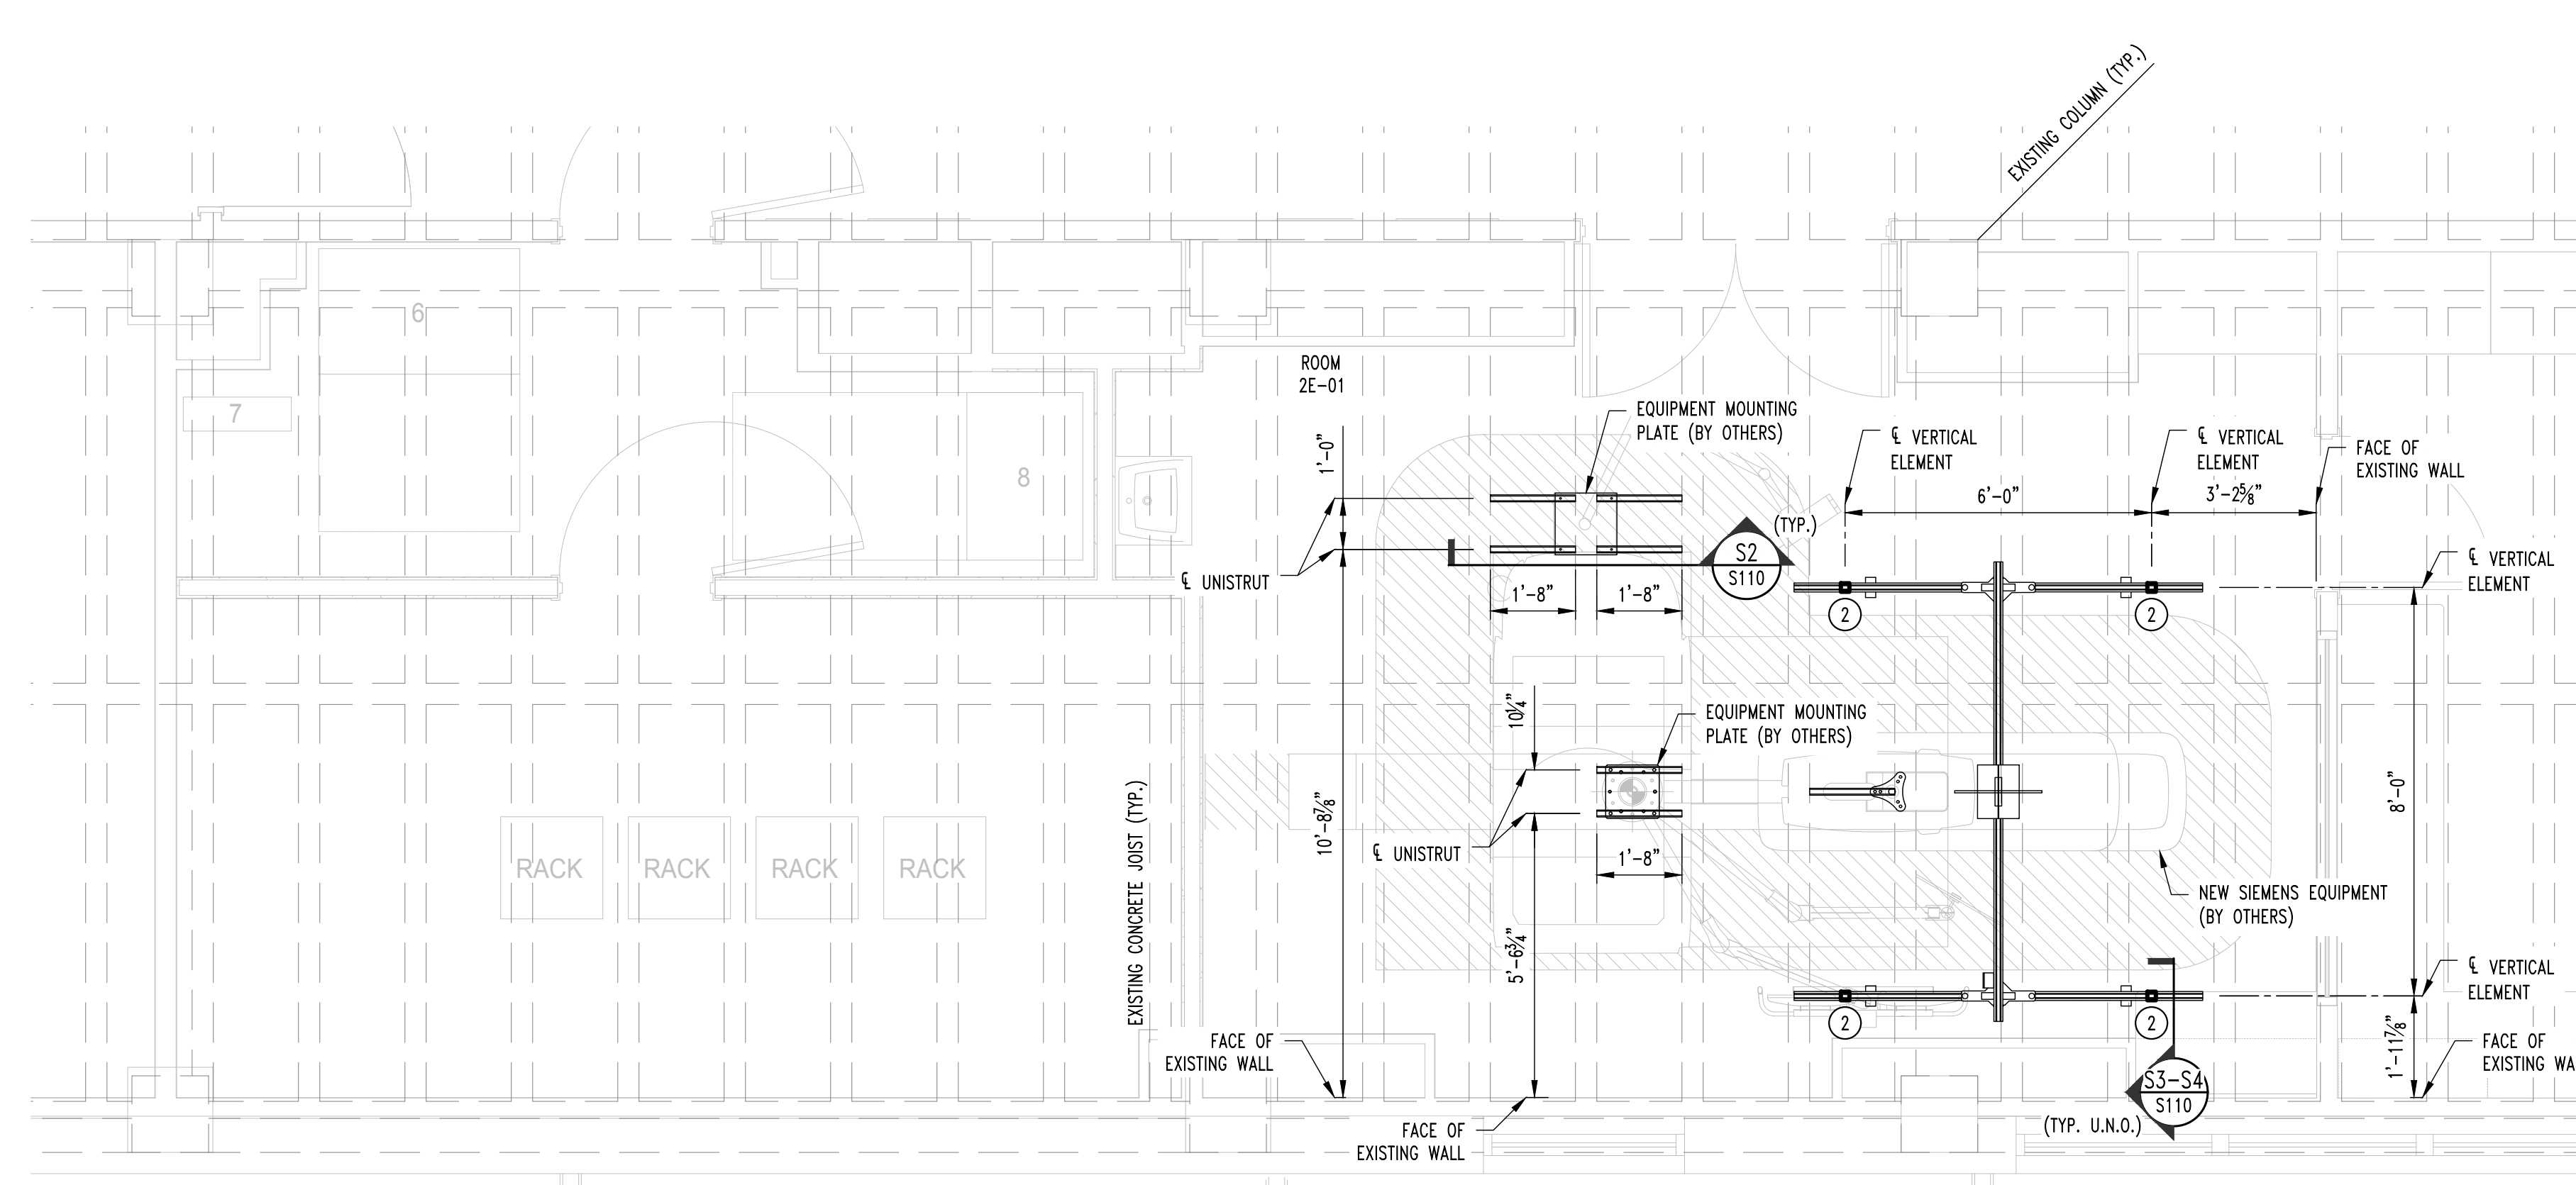 EXISTING COLUMN (TYP.)
6
7
8
ROOM
2E-01
EQUIPMENT MOUNTING
PLATE (BY OTHERS)
℄ VERTICAL
ELEMENT
℄ VERTICAL
ELEMENT
FACE OF
EXISTING WALL
1'-0"
6'-0"
3'-2⅝"
(TYP.)
S2
S110
℄ UNISTRUT
1'-8"
1'-8"
℄ VERTICAL
ELEMENT
2
2
10¼"
EQUIPMENT MOUNTING
PLATE (BY OTHERS)
10'-8⅞"
8'-0"
EXISTING CONCRETE JOIST (TYP.)
℄ UNISTRUT
1'-8"
RACK
RACK
RACK
RACK
NEW SIEMENS EQUIPMENT
(BY OTHERS)
5'-6¾"
℄ VERTICAL
ELEMENT
2
2
FACE OF
EXISTING WALL
1'-11⅞"
FACE OF
EXISTING WA
S3-S4
S110
(TYP. U.N.O.)
FACE OF
EXISTING WALL